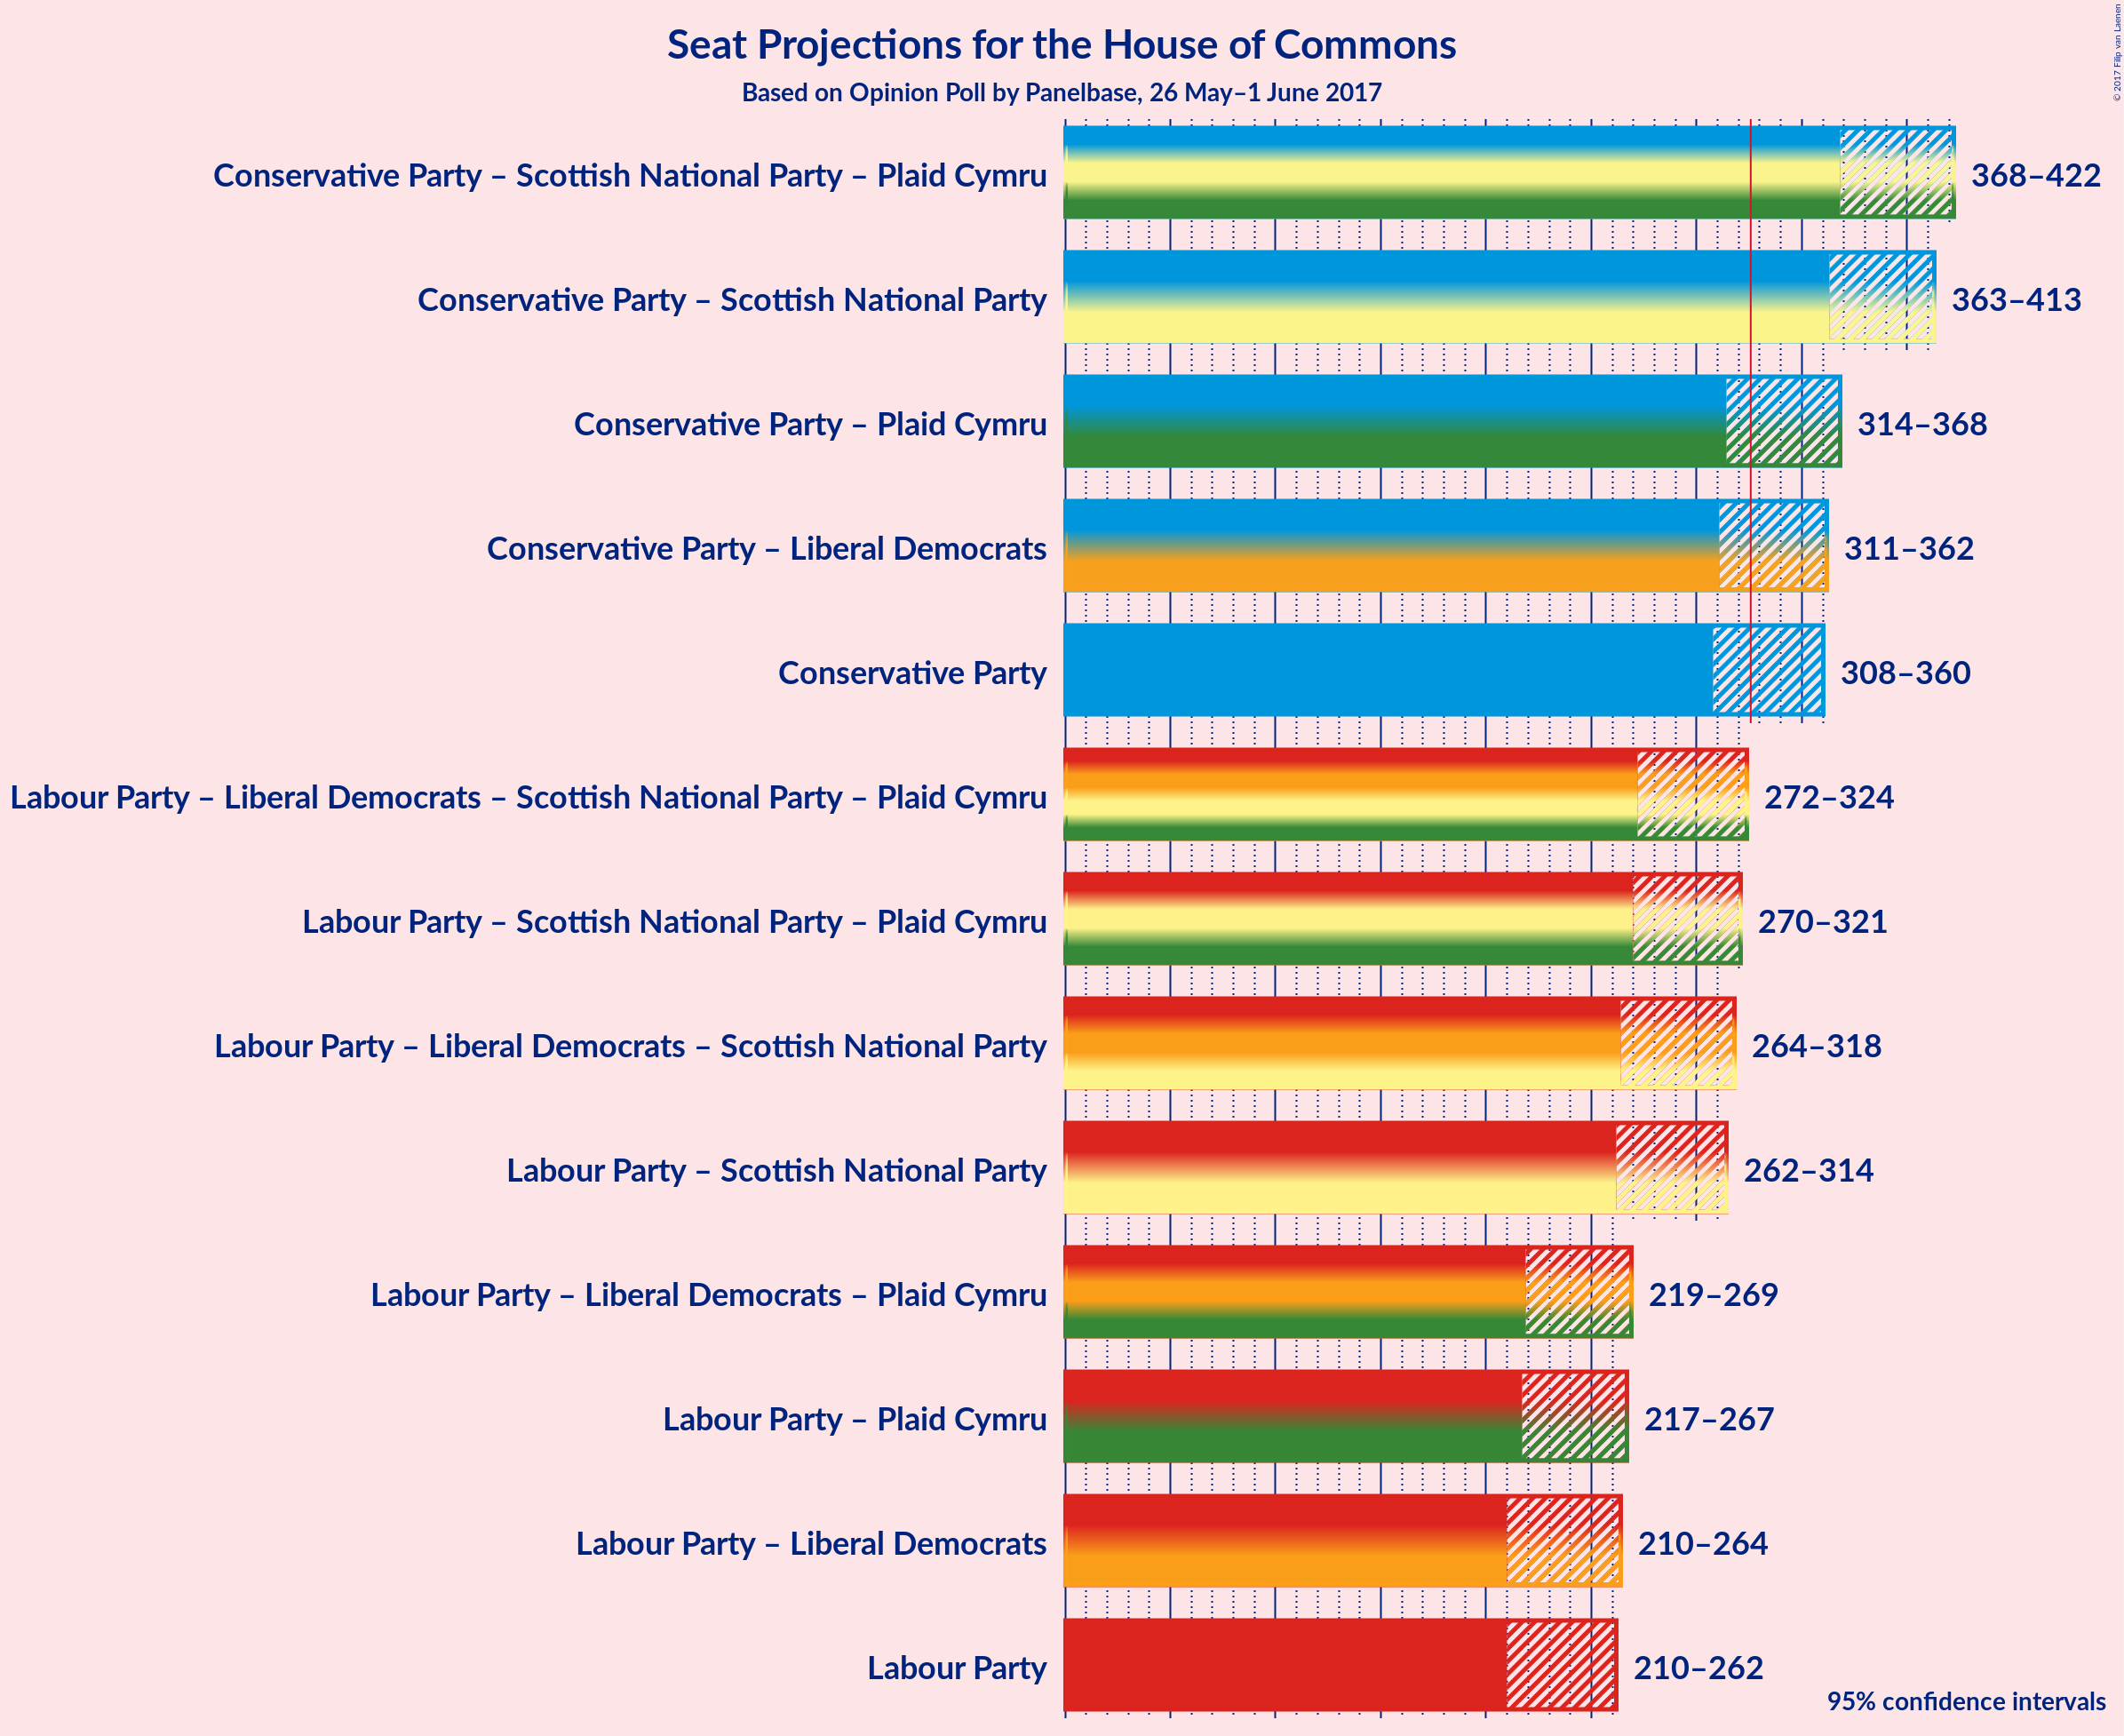 © 2017 Filip van Laenen
Seat Projections for the House of Commons
Based on Opinion Poll by Panelbase, 26 May–1 June 2017
Conservative Party – Scottish National Party – Plaid Cymru 368–422
Conservative Party – Scottish National Party 363–413
Conservative Party – Plaid Cymru 314–368
Conservative Party – Liberal Democrats 311–362
Conservative Party 308–360
Labour Party – Liberal Democrats – Scottish National Party – Plaid Cymru 272–324
Labour Party – Scottish National Party – Plaid Cymru 270–321
Labour Party – Liberal Democrats – Scottish National Party 264–318
Labour Party – Scottish National Party 262–314
Labour Party – Liberal Democrats – Plaid Cymru 219–269
Labour Party – Plaid Cymru 217–267
Labour Party – Liberal Democrats 210–264
Labour Party 210–262
95% confidence intervals